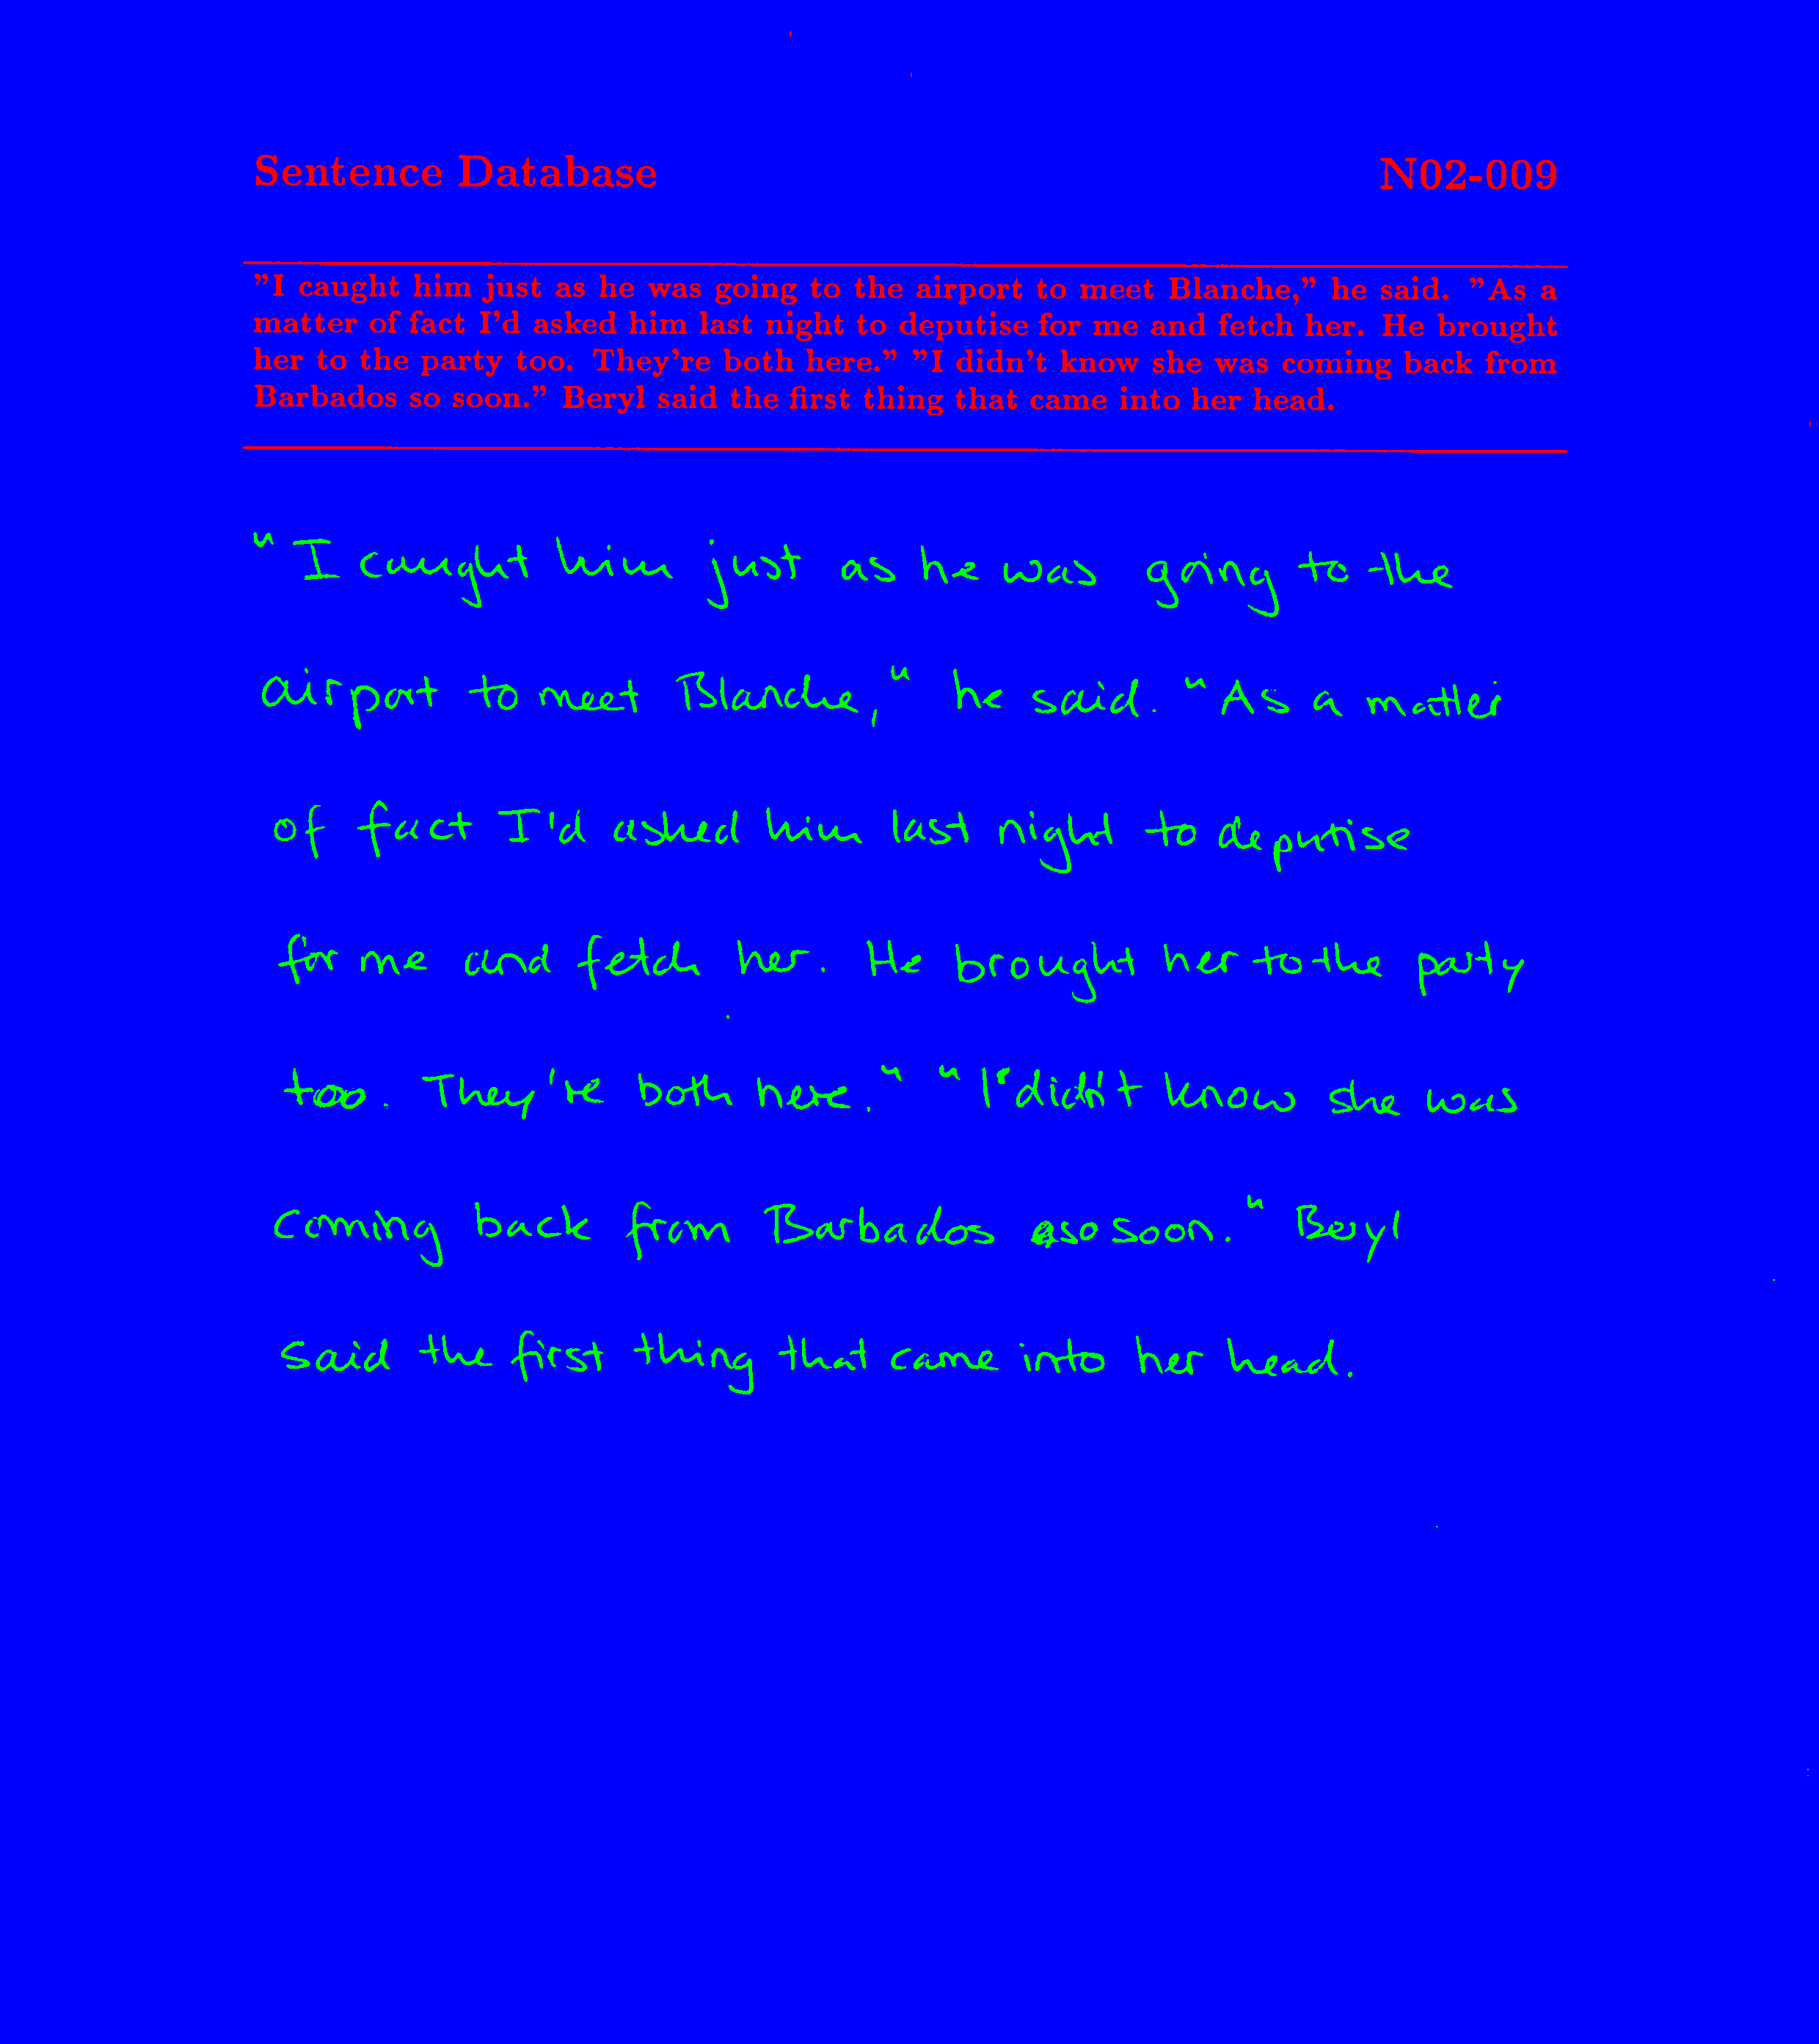 Sentence Database N02-009
"I caught him just as he was going to the airport to meet Blanche," he said. "As a
matter of fact I'd asked him last night to deputise for me and fetch her. He brought
her to the party too. They're both here." "I didn't know she was coming back from
Barbados so soon." Beryl said the first thing that came into her head.
"I caught him just as he was going to the
airport to meet Blanche," he said. "As a matter
of fact I'd asked him last night to deputise
for me and fetch her. He brought her to the party
too. They're both here." "I didn't know she was
coming back from Barbados so soon." Beryl
said the first thing that came into her head.